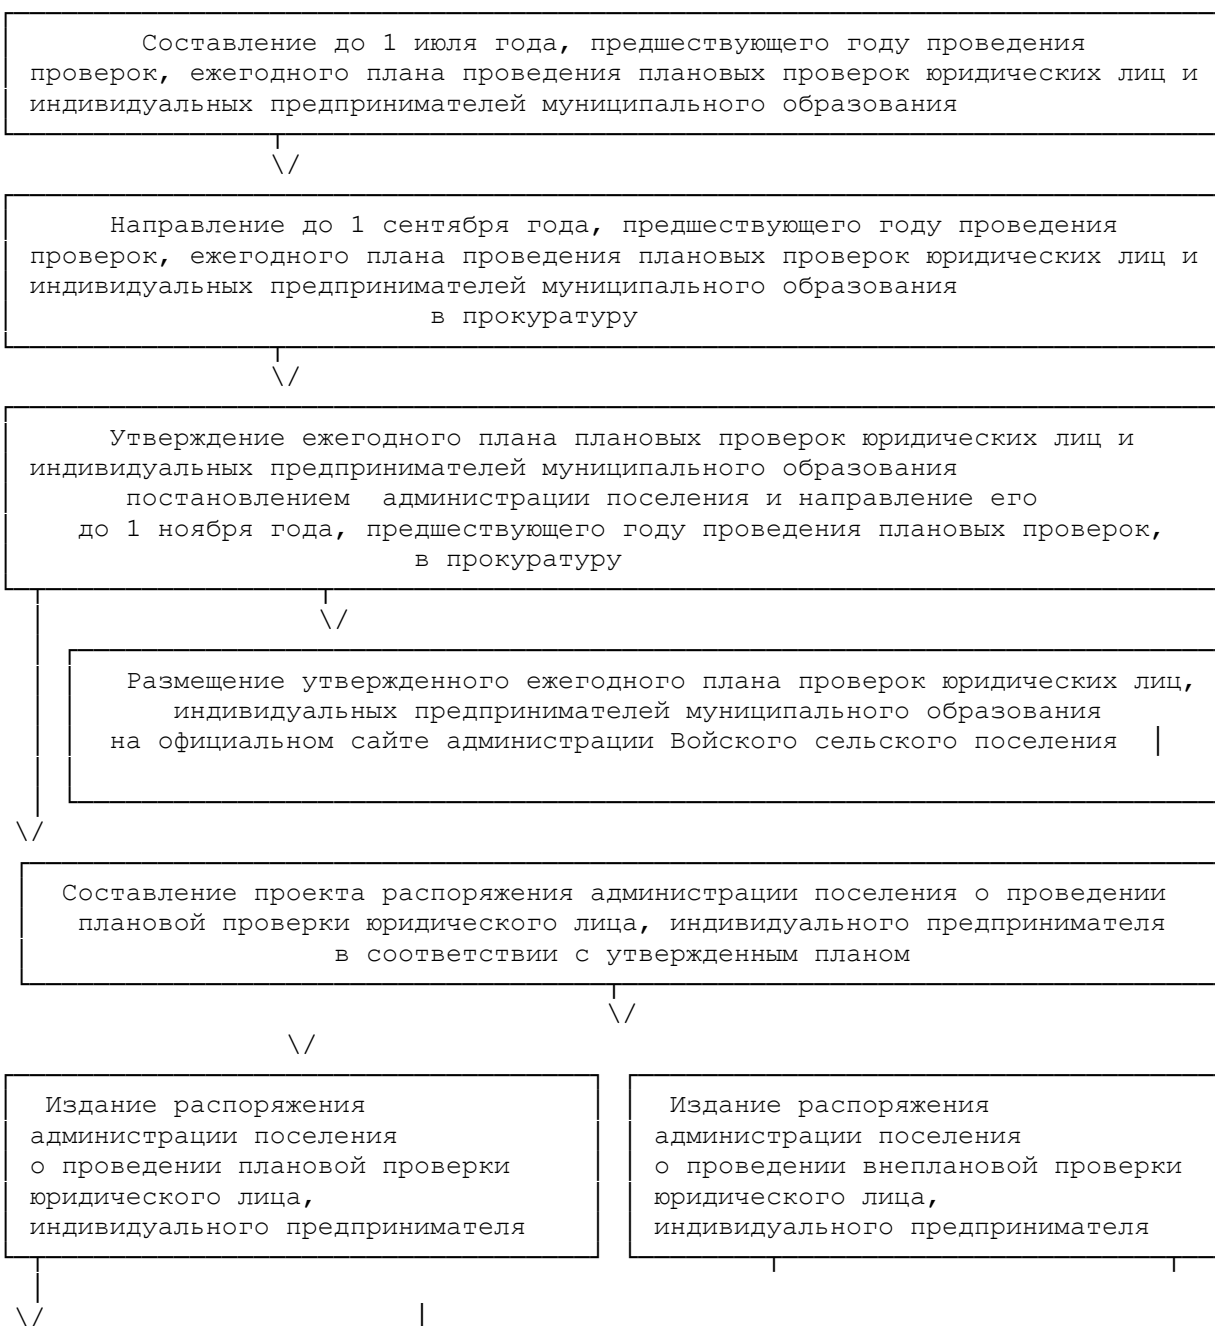 Составление до 1 июля года, предшествующего году проведения
проверок, ежегодного плана проведения плановых проверок юридических лиц и
индивидуальных предпринимателей муниципального образования
\/
Направление до 1 сентября года, предшествующего году проведения
проверок, ежегодного плана проведения плановых проверок юридических лиц и
индивидуальных предпринимателей муниципального образования
в прокуратуру
\/
Утверждение ежегодного плана плановых проверок юридических лиц и
индивидуальных предпринимателей муниципального образования
постановлением администрации поселения и направление его
до 1 ноября года, предшествующего году проведения плановых проверок,
в прокуратуру
\/
Размещение утвержденного ежегодного плана проверок юридических лиц,
индивидуальных предпринимателей муниципального образования
на официальном сайте администрации Войского сельского поселения
\/
Составление проекта распоряжения администрации поселения о проведении
плановой проверки юридического лица, индивидуального предпринимателя
в соответствии с утвержденным планом
\/
\/
Издание распоряжения
администрации поселения
о проведении плановой проверки
юридического лица,
индивидуального предпринимателя
Издание распоряжения
администрации поселения
о проведении внеплановой проверки
юридического лица,
индивидуального предпринимателя
\/